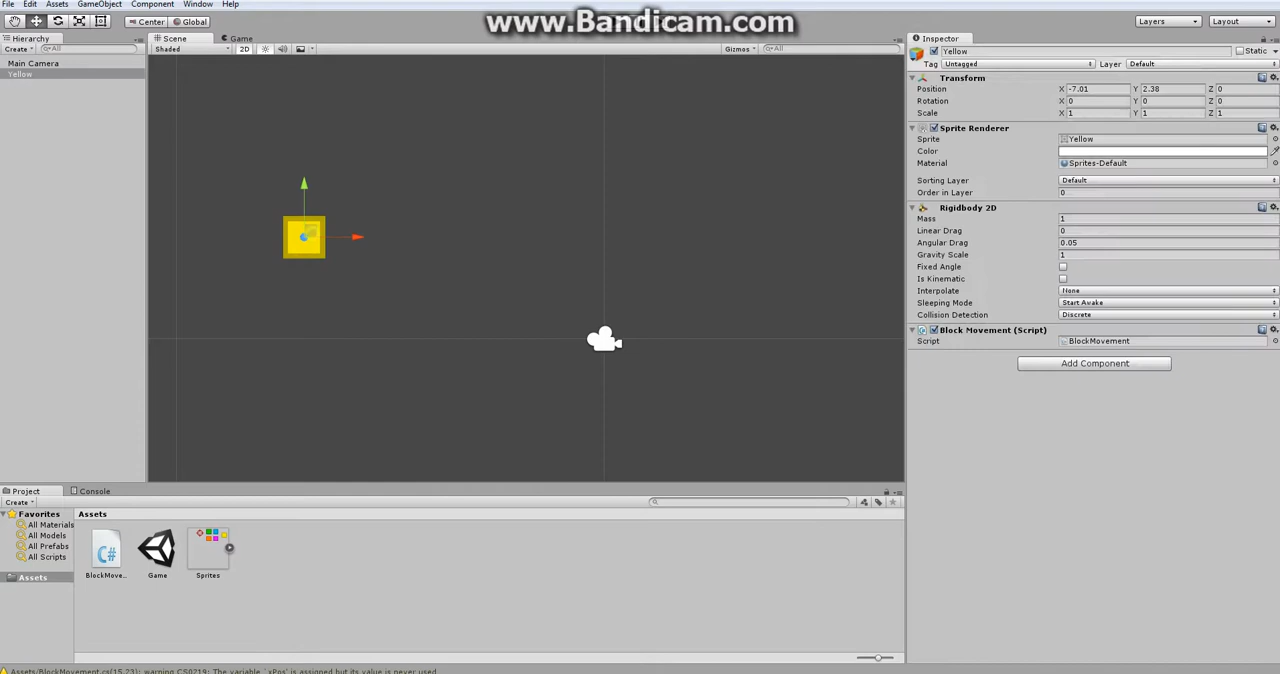 www.Bandicam.com
File Edit Assets GameObject Component Window Help
Center Global Layers Layout
Hierarchy
Create All
Main Camera
Yellow
Scene Game
Shaded 2D Gizmos All
Inspector
Yellow Static
Tag Untagged Layer Default
Transform
Position X -7.01 Y 2.38 Z 0
Rotation X 0 Y 0 Z 0
Scale X 1 Y 1 Z 1
Sprite Renderer
Sprite Yellow
Color
Material Sprites-Default
Sorting Layer Default
Order in Layer 0
Rigidbody 2D
Mass 1
Linear Drag 0
Angular Drag 0.05
Gravity Scale 1
Fixed Angle
Is Kinematic
Interpolate None
Sleeping Mode Start Awake
Collision Detection Discrete
Block Movement (Script)
Script BlockMovement
Add Component
Project Console
Create
Favorites
All Materials
All Models
All Prefabs
All Scripts
Assets
Assets
C#
BlockMove... Game Sprites
Assets/BlockMovement.cs(15,23): warning CS0219: The variable `xPos' is assigned but its value is never used